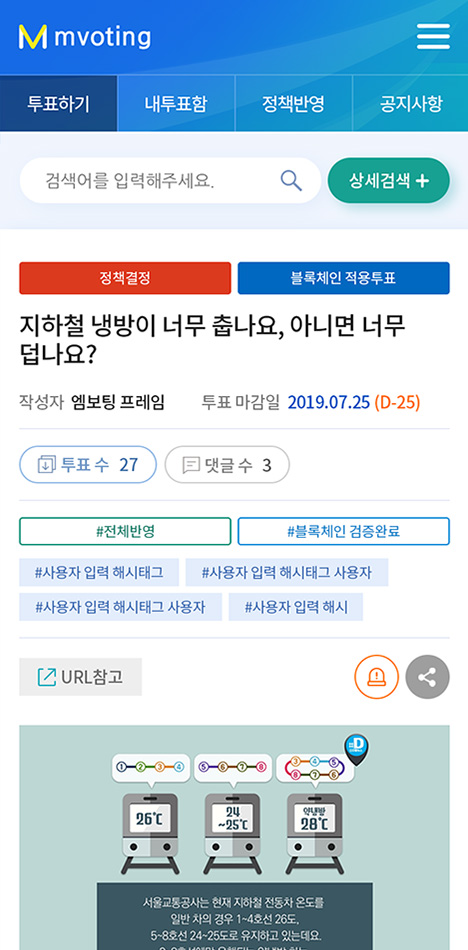 mvoting
투표하기 내투표함 정책반영 공지사항
검색어를 입력해주세요. 상세검색 +
정책결정 블록체인 적용투표
지하철 냉방이 너무 춥나요, 아니면 너무
덥나요?
작성자 엠보팅 프레임 투표 마감일 2019.07.25 (D-25)
투표 수 27 댓글 수 3
#전체반영 #블록체인 검증완료
#사용자 입력 해시태그 #사용자 입력 해시태그 사용자
#사용자 입력 해시태그 사용자 #사용자 입력 해시
URL참고
1 2 3 4 5 6 7 8 3 4 5
8 7 6
26℃ 24 약냉방
~25℃ 28℃
서울교통공사는 현재 지하철 전동차 온도를
일반 차의 경우 1~4호선 26도,
5~8호선 24~25도로 유지하고 있는데요.